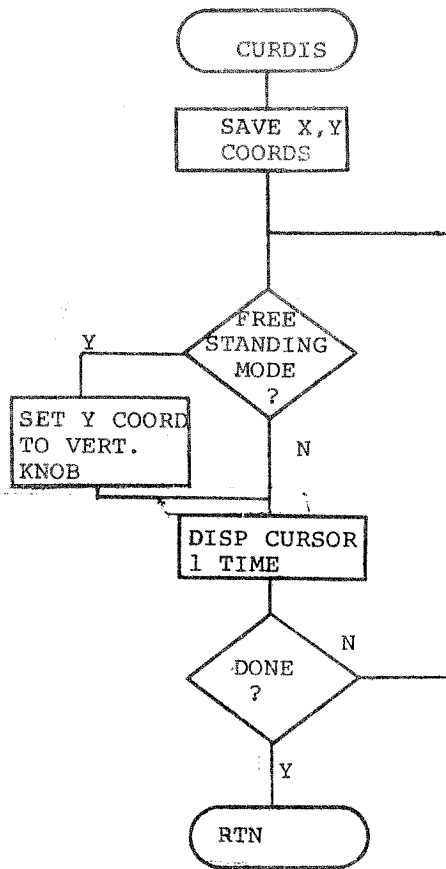 CURDIS
SAVE X,Y
COORDS
FREE
STANDING
MODE
?
Y
SET Y COORD
TO VERT.
KNOB
N
DISP CURSOR
1 TIME
DONE
?
N
Y
RTN